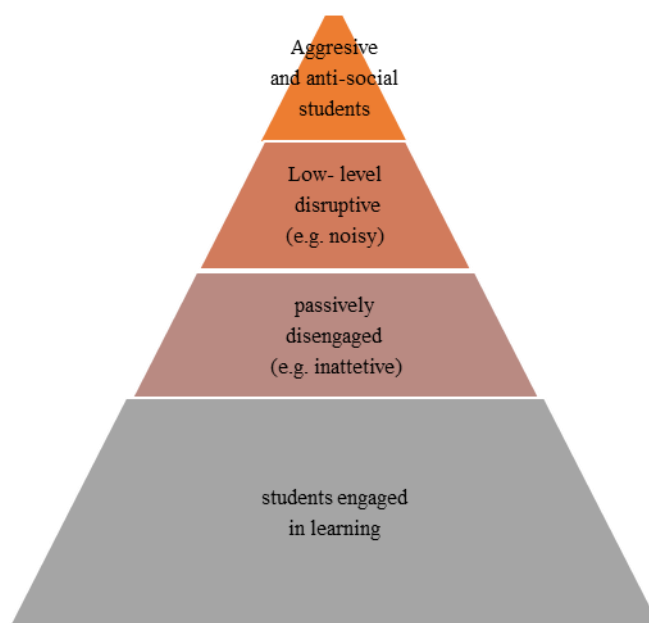 Aggresive
and anti-social
students
Low- level
disruptive
(e.g. noisy)
passively
disengaged
(e.g. inattetive)
students engaged
in learning